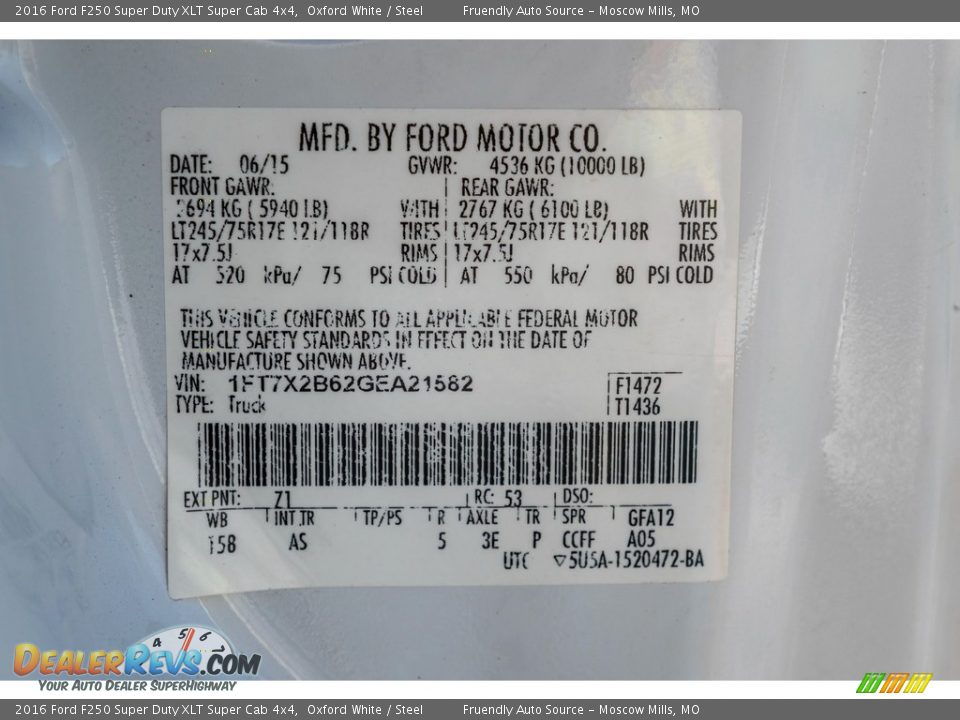 2016 Ford F250 Super Duty XLT Super Cab 4x4, Oxford White / Steel Fruendly Auto Source - Moscow Mills, MO
MFD. BY FORD MOTOR CO.
DATE: 06/15 GVWR: 4536 KG (10000 LB)
FRONT GAWR: REAR GAWR:
2694 KG ( 5940 LB) WITH 2767 KG ( 6100 LB) WITH
LT245/75R17E 121/118R TIRES LT245/75R17E 121/118R TIRES
17x7.5J RIMS 17x7.5J RIMS
AT 520 kPa/ 75 PSI COLD AT 550 kPa/ 80 PSI COLD
THIS VEHICLE CONFORMS TO ALL APPLICABLE FEDERAL MOTOR
VEHICLE SAFETY STANDARDS IN EFFECT ON THE DATE OF
MANUFACTURE SHOWN ABOVE.
VIN: 1FT7X2B62GEA21582 F1472
TYPE: Truck T1436
EXT PNT: Z1 RC: 53 DSO:
WB INT TR TP/PS R AXLE TR SPR GFA12
158 AS 5 3E P CCFF A05
UTC ▽5U5A-1520472-BA
4 5 6
DEALERREVS.COM
YOUR AUTO DEALER SUPERHIGHWAY
2016 Ford F250 Super Duty XLT Super Cab 4x4, Oxford White / Steel Fruendly Auto Source - Moscow Mills, MO